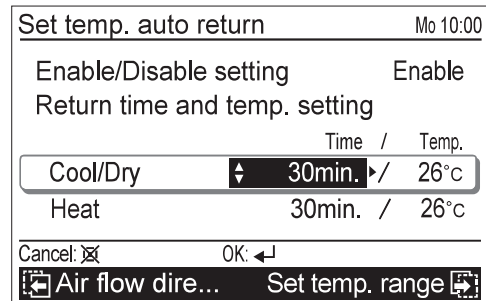 Set temp. auto return Mo 10:00
Enable/Disable setting Enable
Return time and temp. setting
Time / Temp.
Cool/Dry 30min. / 26°C
Heat 30min. / 26°C
Cancel: OK:
Air flow dire... Set temp. range